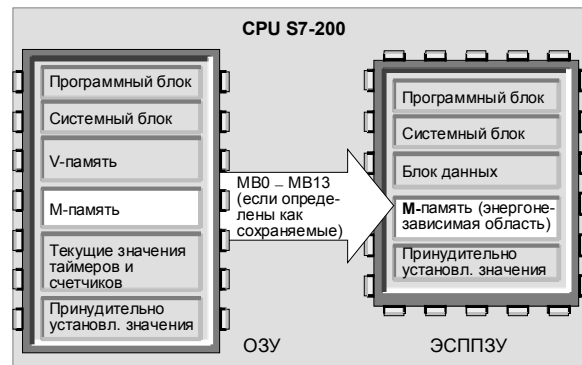 CPU S7-200
Программный блок
Системный блок
V-память
M-память
Текущие значения
таймеров и
счетчиков
Принудительно
установл. значения
ОЗУ
MB0 – MB13
(если опреде-
лены как
сохраняемые)
Программный блок
Системный блок
Блок данных
M-память (энергоне-
зависимая область)
Принудительно
установл. значения
ЭСППЗУ